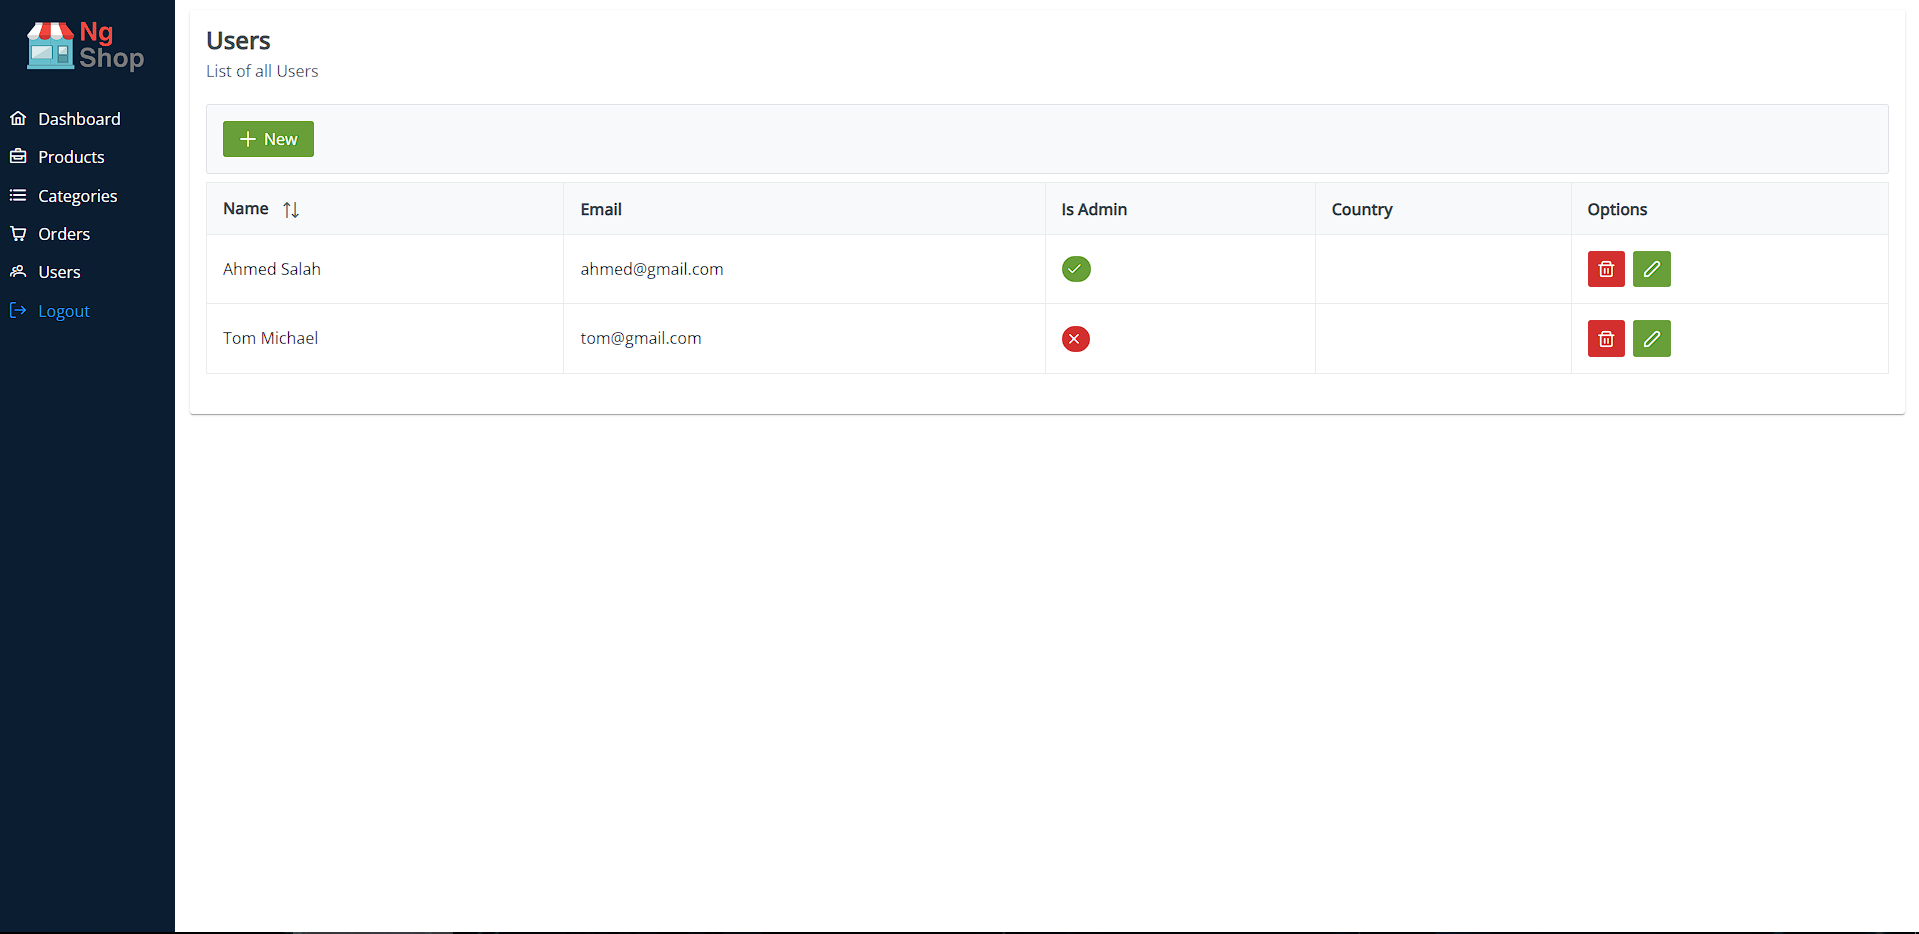 Ng
Shop
Dashboard
Products
Categories
Orders
Users
Logout
Users
List of all Users
New
Name Email Is Admin Country Options
Ahmed Salah ahmed@gmail.com
Tom Michael tom@gmail.com